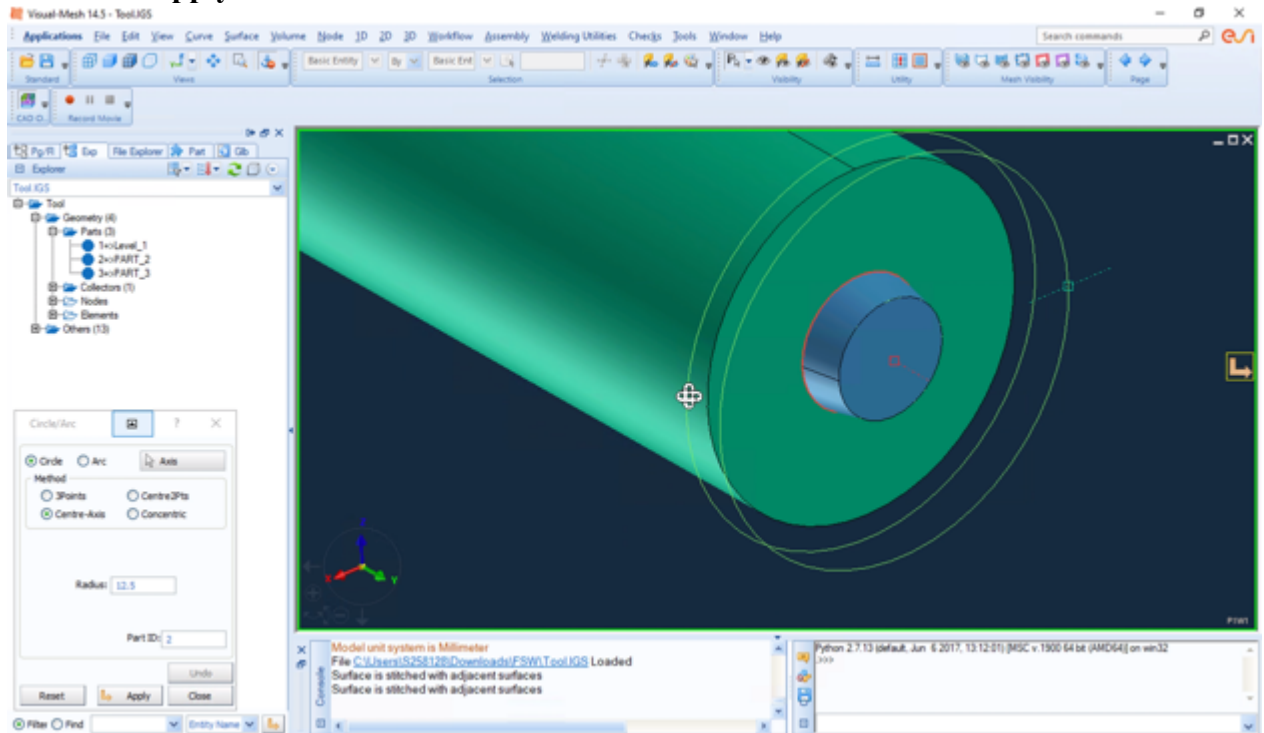 Visual-Mesh 14.5 - Tool.IGS
Applications File Edit View Curve Surface Volume Node 1D 2D 3D Workflow Assembly Welding Utilities Checks Tools Window Help
Search commands
Basic Entity By Basic Ent
Standard Views Selection Visibility Utility Mesh Visibility Page
CAD O... Record Movie
Pg/R Exp File Explorer Part Glb
Explorer
Tool.IGS
Tool
Geometry (4)
Parts (3)
1<>Level_1
2<>PART_2
3<>PART_3
Collectors (1)
Nodes
Elements
Others (13)
Circle/Arc ? X
Circle Arc Axis
Method
3Points Centre2Pts
Centre-Axis Concentric
Radius: 12.5
Part ID: 2
Undo
Reset Apply Close
Filter Find Entity Name
Z
X
Y
P1W1
Console
Model unit system is Millimeter
File C:\Users\S258128\Downloads\FSW\Tool.IGS Loaded
Surface is stitched with adjacent surfaces
Surface is stitched with adjacent surfaces
Python 2.7.13 (default, Jun 6 2017, 13:12:01) [MSC v.1900 64 bit (AMD64)] on win32
>>>